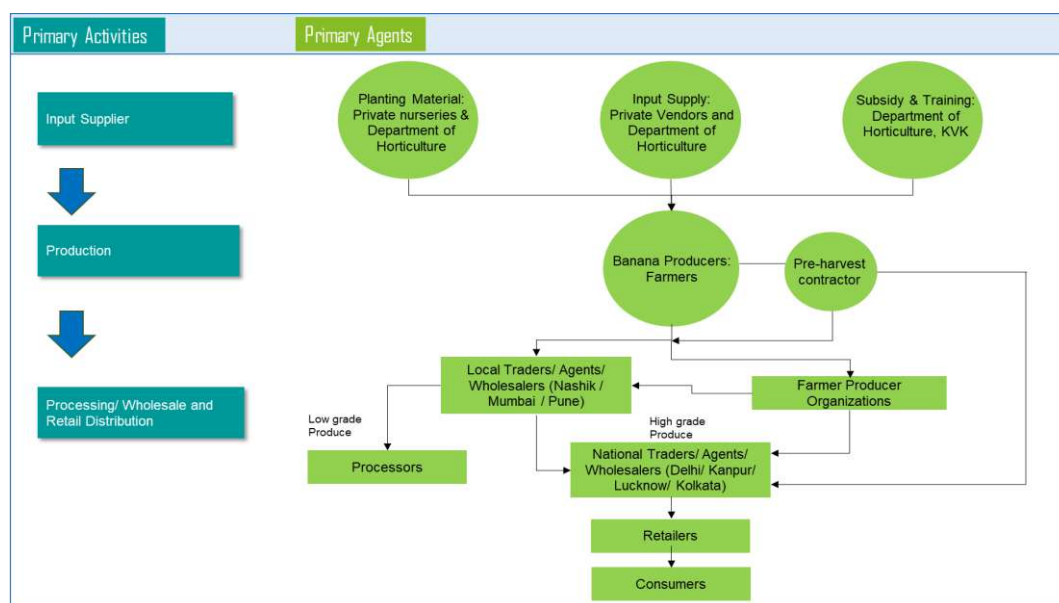 Primary Activities
Primary Agents
Input Supplier
Planting Material:
Private nurseries &
Department of
Horticulture
Input Supply:
Private Vendors and
Department of
Horticulture
Subsidy & Training:
Department of
Horticulture, KVK
Production
Banana Producers:
Farmers
Pre-harvest
contractor
Processing/ Wholesale and
Retail Distribution
Local Traders/ Agents/
Wholesalers (Nashik /
Mumbai / Pune)
Farmer Producer
Organizations
Low grade
Produce
High grade
Produce
Processors
National Traders/ Agents/
Wholesalers (Delhi/ Kanpur/
Lucknow/ Kolkata)
Retailers
Consumers